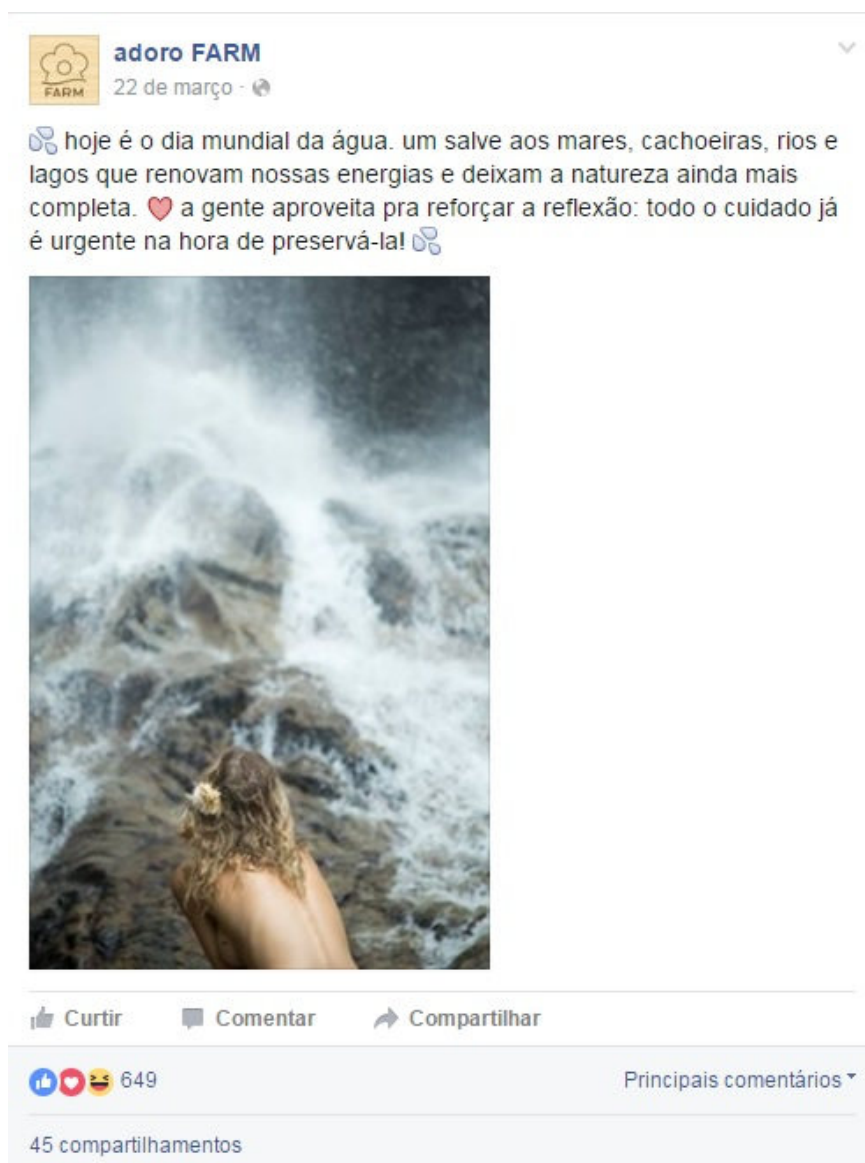 FARM
adoro FARM
22 de março ·
💦 hoje é o dia mundial da água. um salve aos mares, cachoeiras, rios e
lagos que renovam nossas energias e deixam a natureza ainda mais
completa. ❤ a gente aproveita pra reforçar a reflexão: todo o cuidado já
é urgente na hora de preservá-la! 💦
Curtir Comentar Compartilhar
649 Principais comentários
45 compartilhamentos